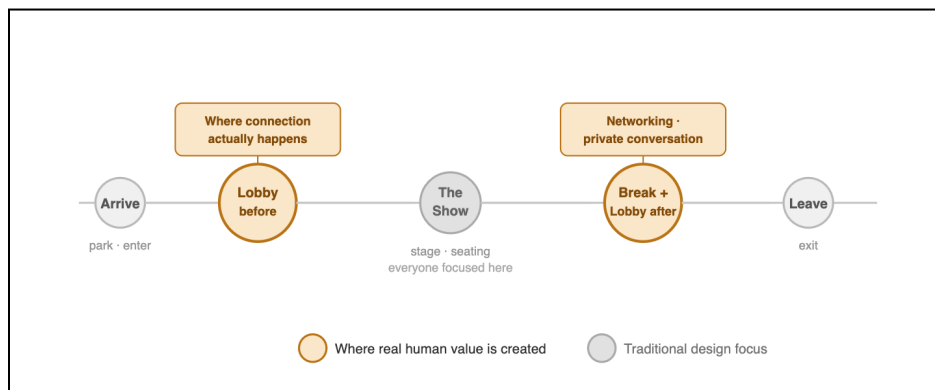 Where connection
actually happens
Networking ·
private conversation
Arrive
Lobby
before
The
Show
Break +
Lobby after
Leave
park · enter
stage · seating
everyone focused here
exit
Where real human value is created
Traditional design focus